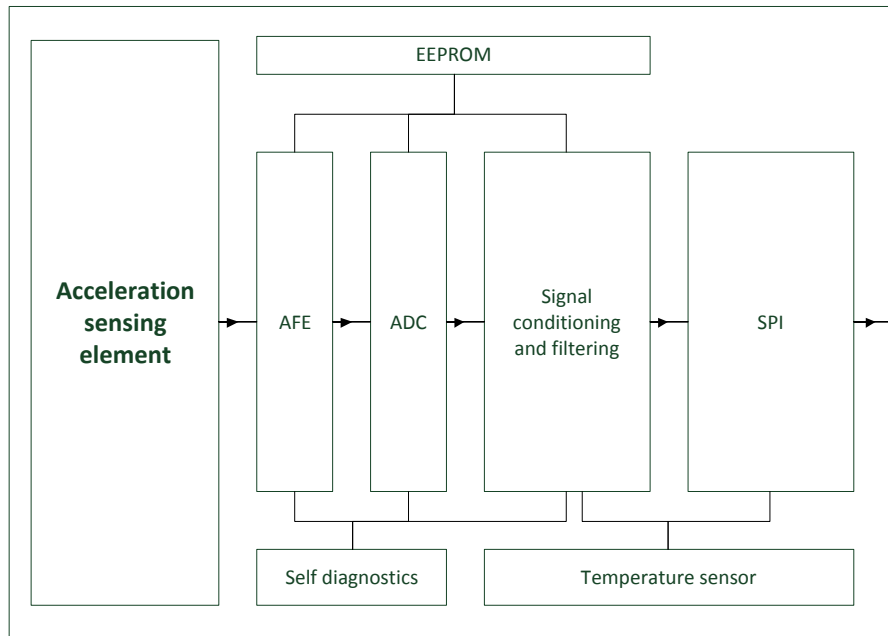 EEPROM
Acceleration
sensing
element
AFE
ADC
Signal
conditioning
and filtering
SPI
Self diagnostics
Temperature sensor